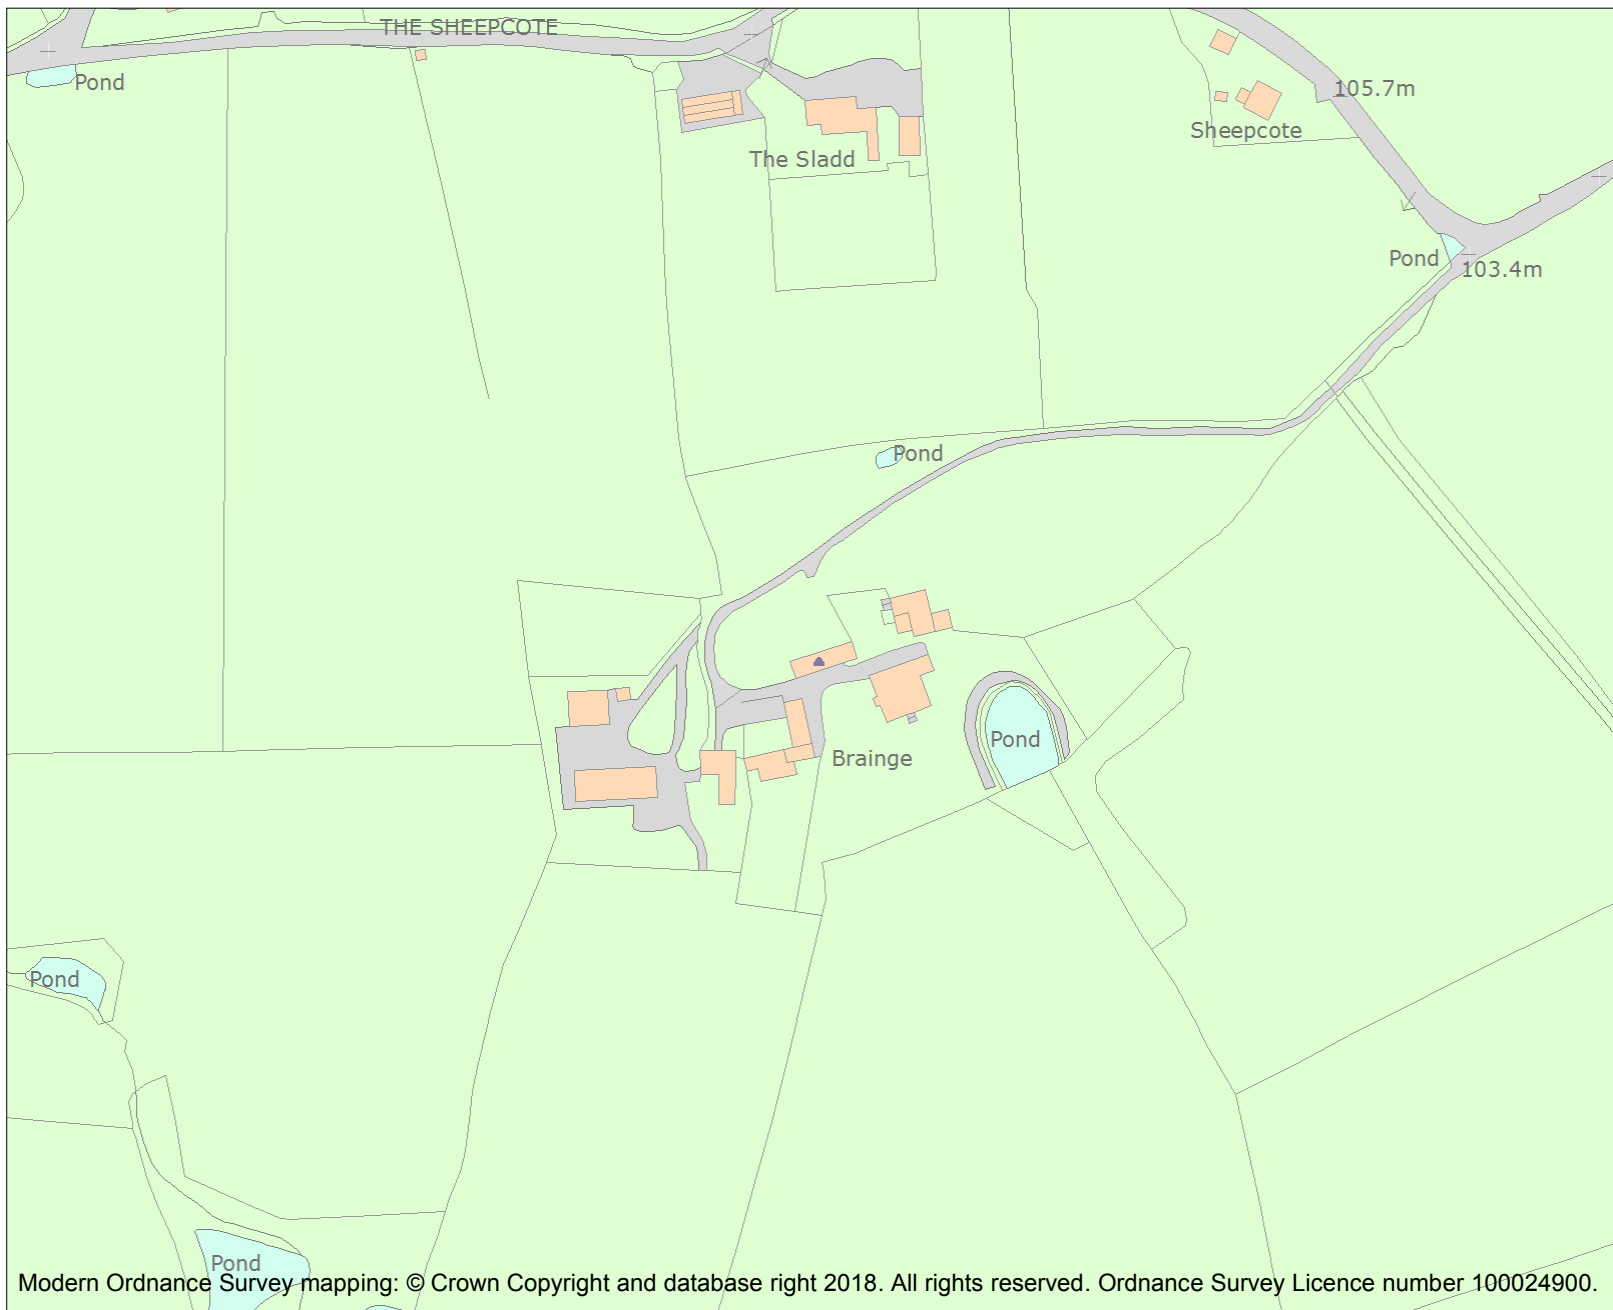 THE SHEEPCOTE
Pond
105.7m
Sheepcote
The Sladd
Pond
103.4m
Pond
Pond
Brainge
Pond
Pond
Modern Ordnance Survey mapping: © Crown Copyright and database right 2018. All rights reserved. Ordnance Survey Licence number 100024900.